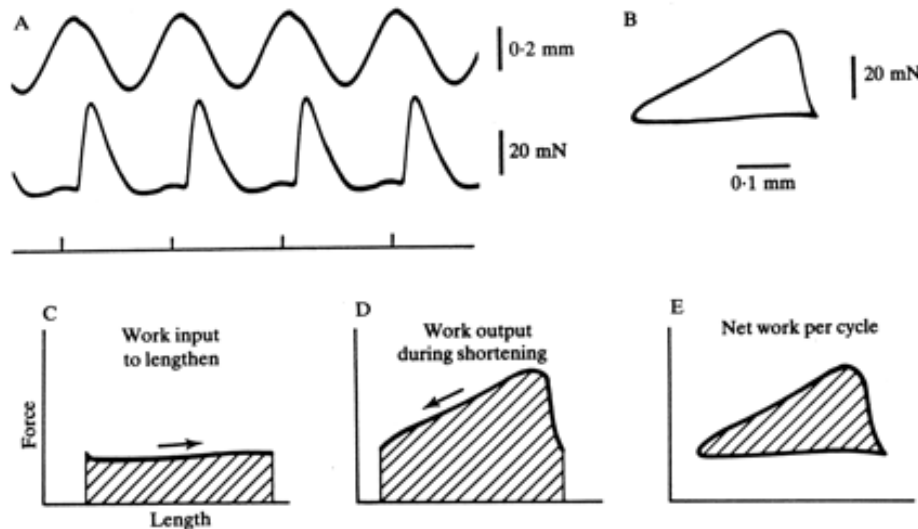 A
0·2 mm
20 mN
B
20 mN
0·1 mm
C
Work input
to lengthen
Force
Length
D
Work output
during shortening
E
Net work per cycle